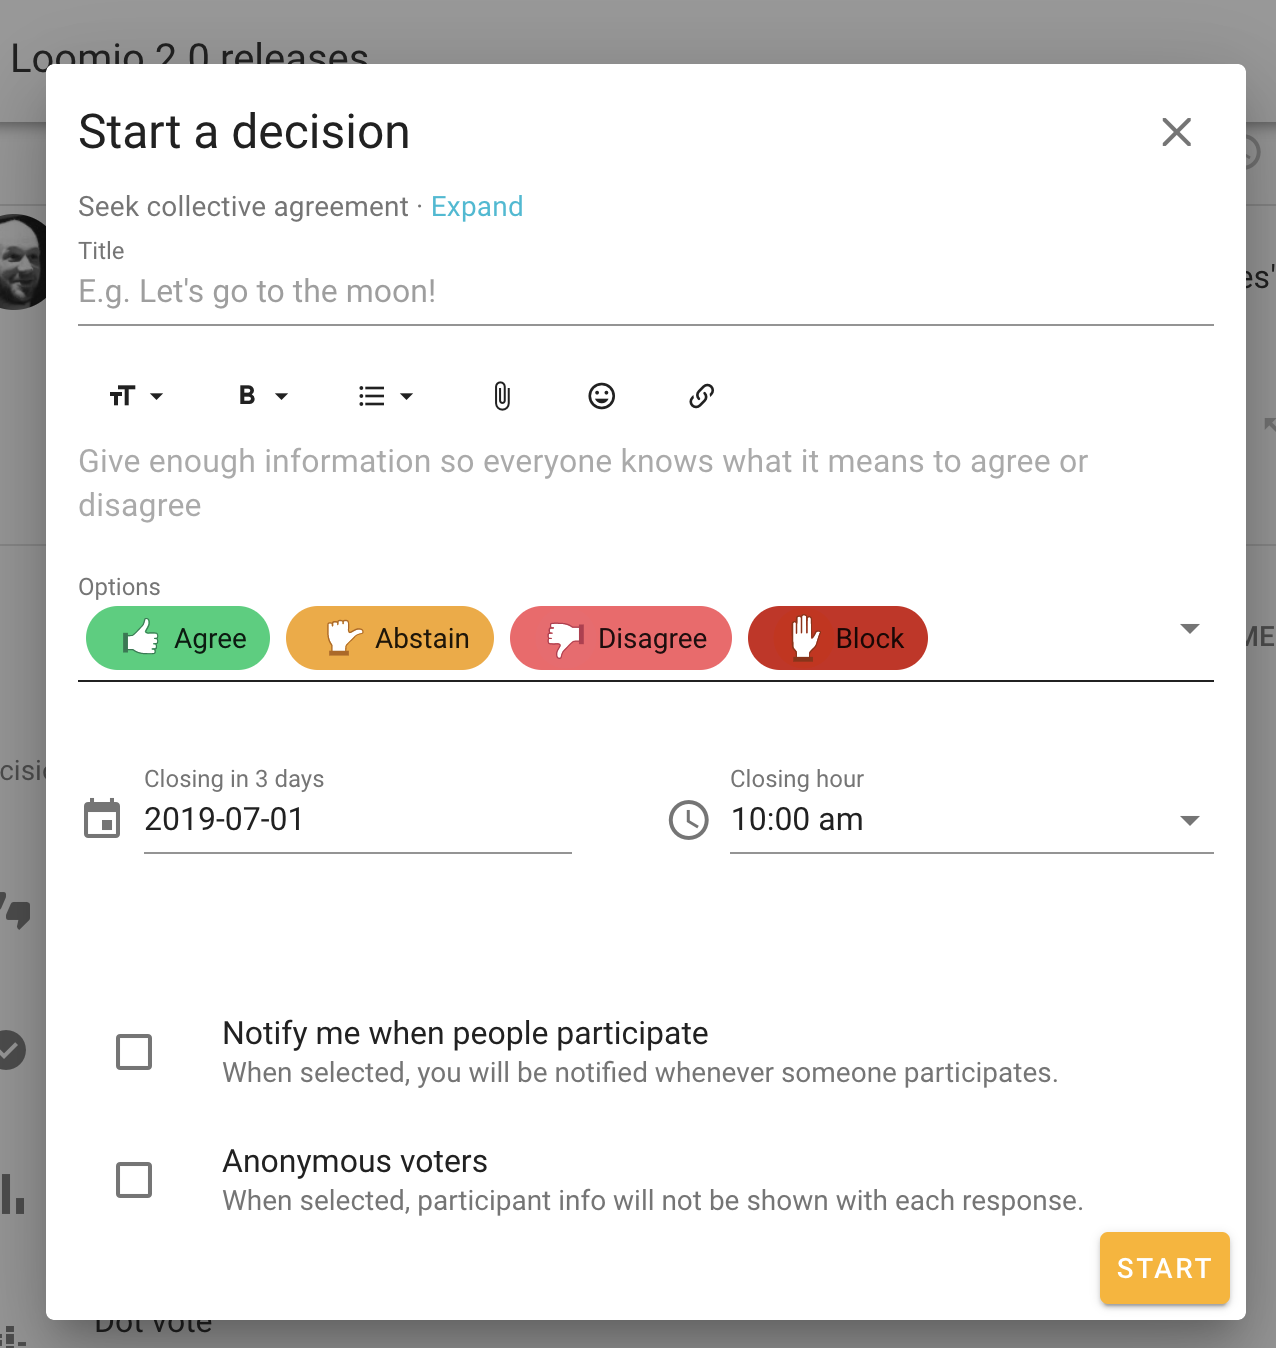 Loomio 2.0 releases
Start a decision
Seek collective agreement · Expand
Title
E.g. Let's go to the moon!
B
Give enough information so everyone knows what it means to agree or
disagree
Options
Agree Abstain Disagree Block
Closing in 3 days
2019-07-01
Closing hour
10:00 am
Notify me when people participate
When selected, you will be notified whenever someone participates.
Anonymous voters
When selected, participant info will not be shown with each response.
START
Dot vote